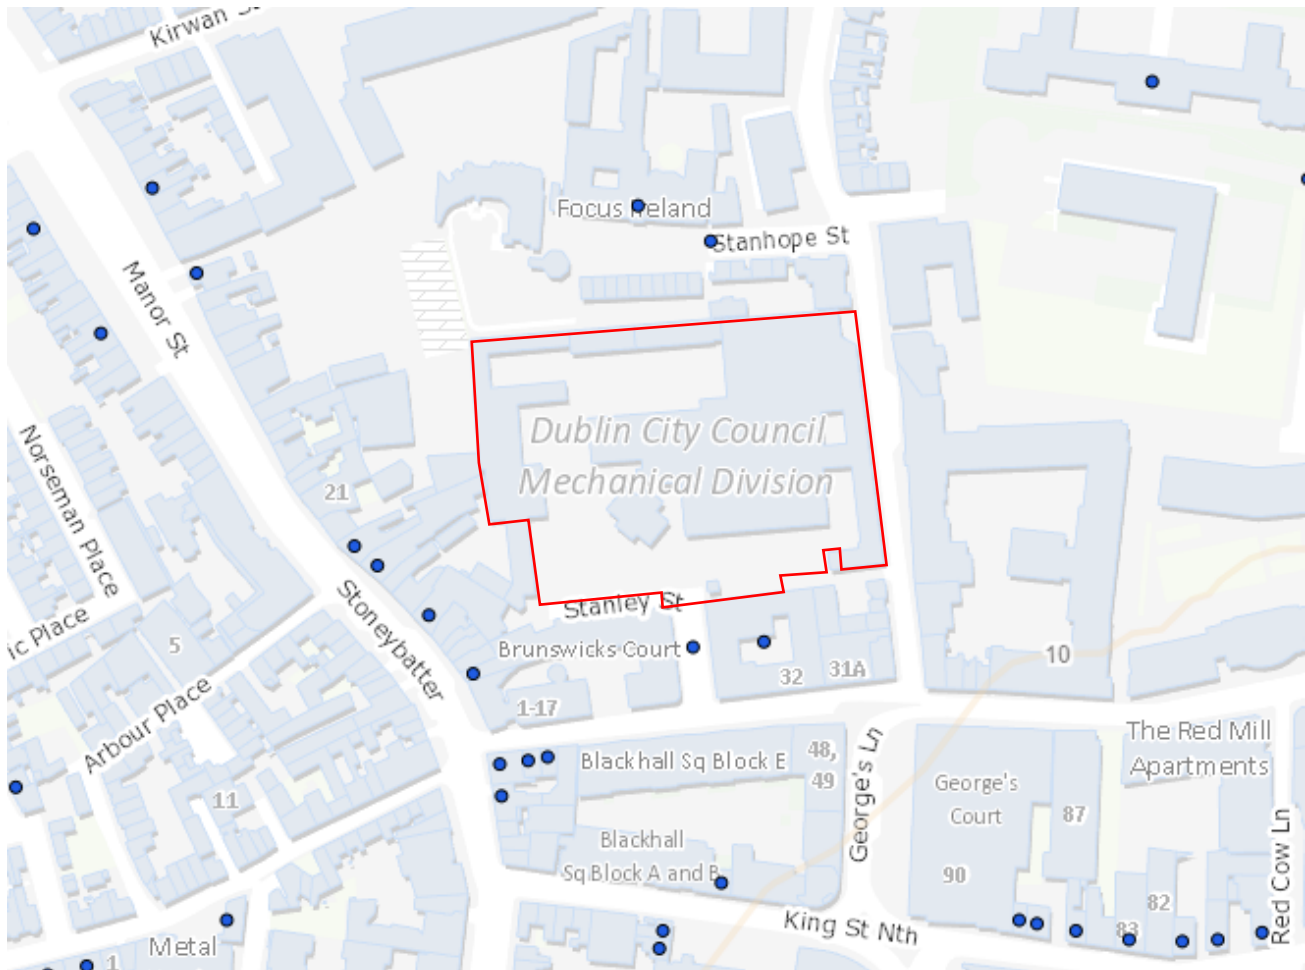 Kirwan St
Focus Ireland
Stanhope St
Manor St
Dublin City Council
Mechanical Division
Norseman Place
21
Stoneybatter
Stanley St
ic Place
5
Brunswicks Court
10
32
31A
Arbour Place
1-17
The Red Mill
Apartments
Blackhall Sq Block E
48,
49
George's Ln
George's
Court
11
87
Blackhall
Sq Block A and B
90
82
83
Red Cow Ln
King St Nth
Metal
1